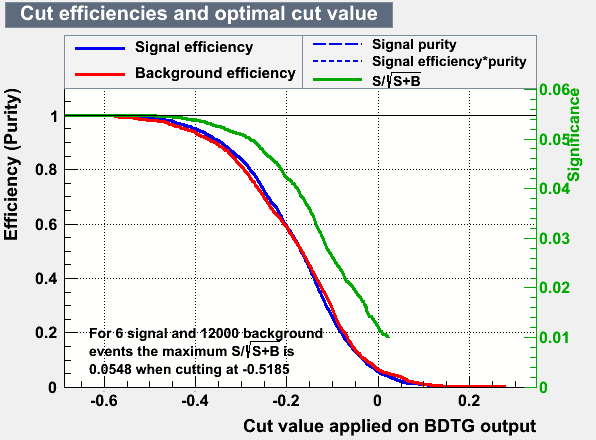 Cut efficiencies and optimal cut value
Signal efficiency
Background efficiency
Signal purity
Signal efficiency*purity
S/√S+B
Efficiency (Purity)
1
0.8
0.6
0.4
0.2
0
0.06
0.05
0.04
0.03
0.02
0.01
0
Significance
For 6 signal and 12000 background
events the maximum S/√S+B is
0.0548 when cutting at -0.5185
-0.6 -0.4 -0.2 0 0.2
Cut value applied on BDTG output